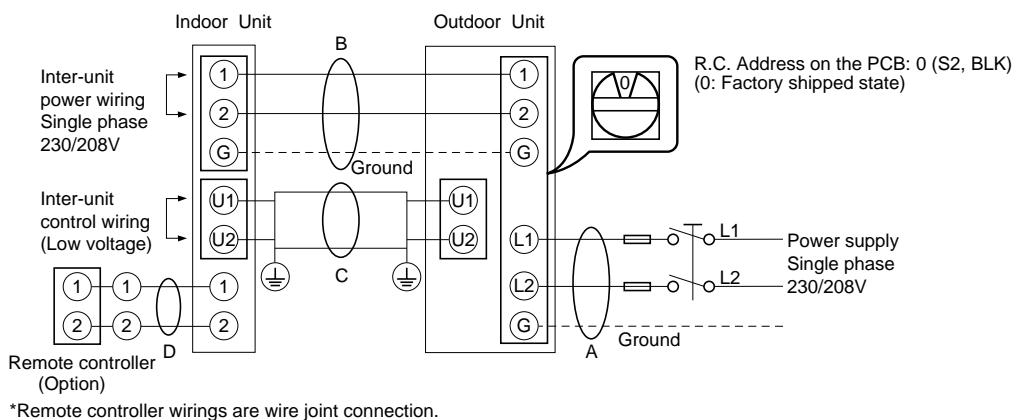 Indoor Unit
Outdoor Unit
B
R.C. Address on the PCB: 0 (S2, BLK)
(0: Factory shipped state)
0
Inter-unit
power wiring
Single phase
230/208V
1
2
G
1
2
G
Ground
Inter-unit
control wiring
(Low voltage)
U1
U2
U1
U2
C
L1
L2
G
L1
L2
Power supply
Single phase
230/208V
Ground
A
1
2
1
2
1
2
D
Remote controller
(Option)
*Remote controller wirings are wire joint connection.